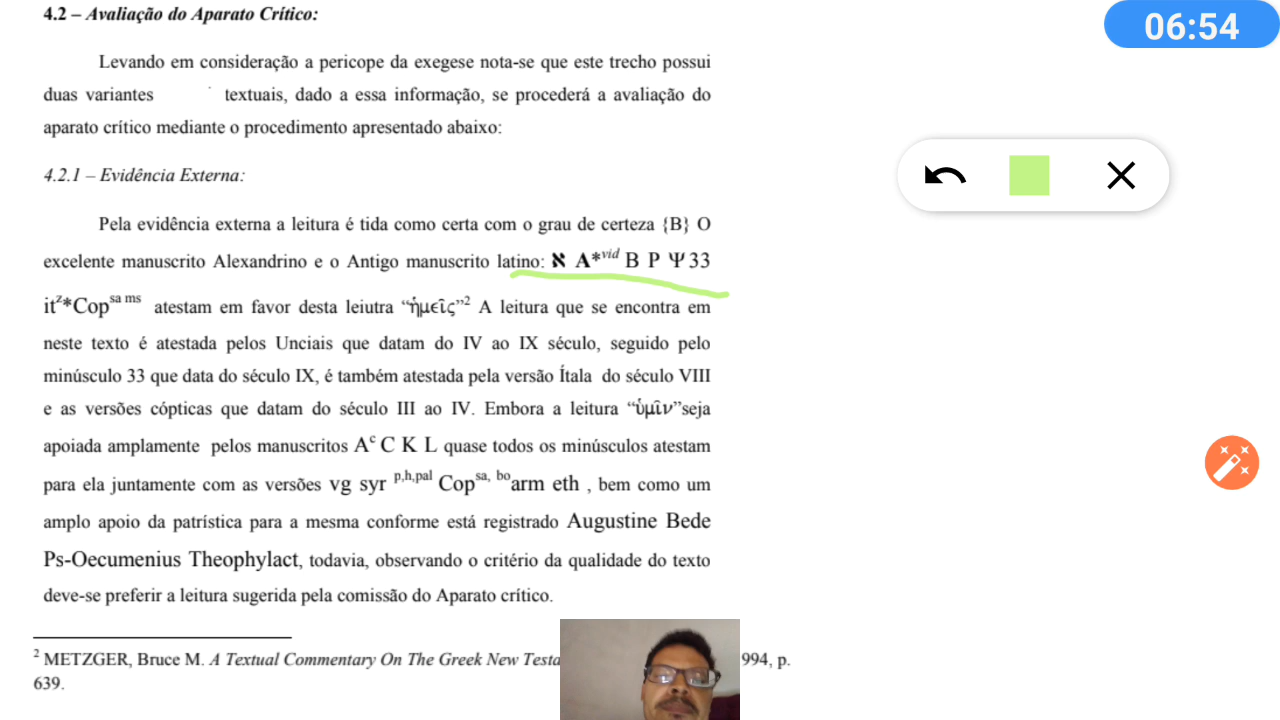 4.2 – Avaliação do Aparato Crítico:
06:54
Levando em consideração a pericope da exegese nota-se que este trecho possui
duas variantes textuais, dado a essa informação, se procederá a avaliação do
aparato crítico mediante o procedimento apresentado abaixo:
4.2.1 – Evidência Externa:
Pela evidência externa a leitura é tida como certa com o grau de certeza {B} O
excelente manuscrito Alexandrino e o Antigo manuscrito latino: ℵ A*vid B P Ψ 33
itz*Copsa ms atestam em favor desta leiutra “ἡμεῖς”2 A leitura que se encontra em
neste texto é atestada pelos Unciais que datam do IV ao IX século, seguido pelo
minúsculo 33 que data do século IX, é também atestada pela versão Ítala do século VIII
e as versões cópticas que datam do século III ao IV. Embora a leitura “ὑμῖν”seja
apoiada amplamente pelos manuscritos Ac C K L quase todos os minúsculos atestam
para ela juntamente com as versões vg syr p,h,pal Copsa, boarm eth , bem como um
amplo apoio da patrística para a mesma conforme está registrado Augustine Bede
Ps-Oecumenius Theophylact, todavia, observando o critério da qualidade do texto
deve-se preferir a leitura sugerida pela comissão do Aparato crítico.
2 METZGER, Bruce M. A Textual Commentary On The Greek New Testa 994, p.
639.